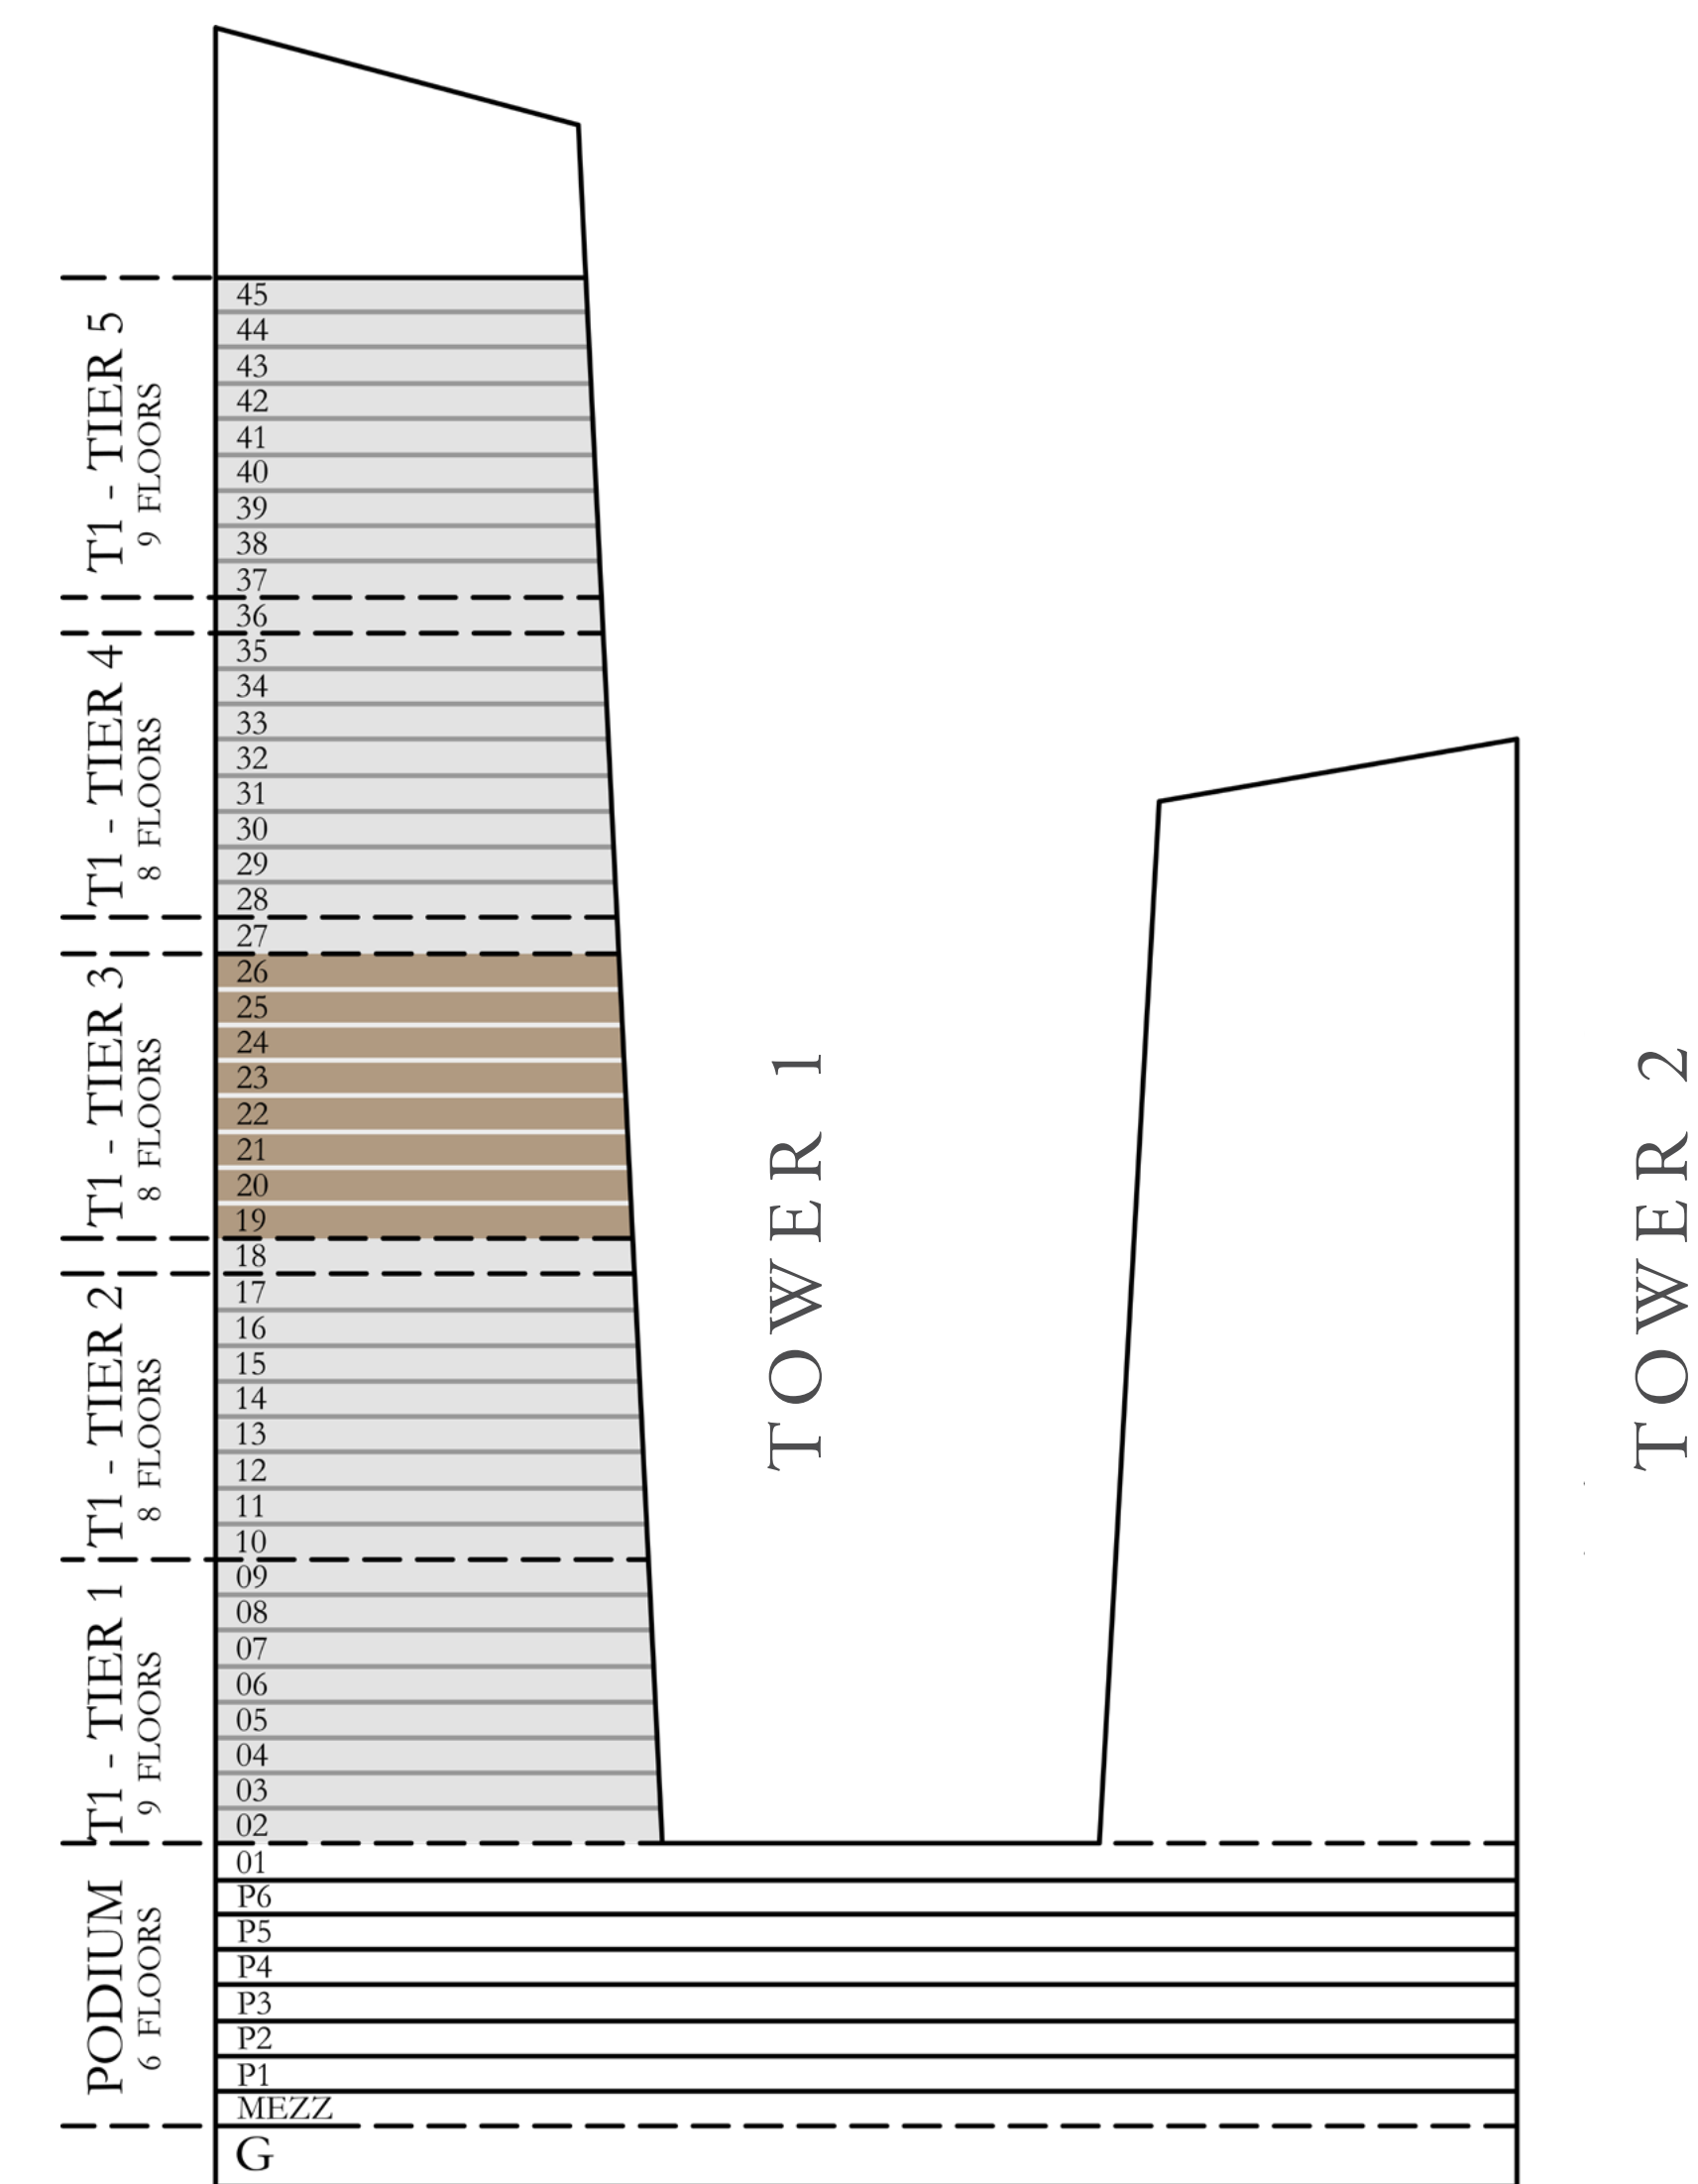 45
44
43
42
41
40
39
38
37
36
35
34
33
32
31
30
29
28
27
26
25
24
23
22
21
20
19
18
17
16
15
14
13
12
11
10
09
08
07
06
05
04
03
02
01
P6
P5
P4
P3
P2
P1
MEZZ
G
T1 - TIER 5
9 FLOORS
T1 - TIER 4
8 FLOORS
T1 - TIER 3
8 FLOORS
T1 - TIER 2
8 FLOORS
T1 - TIER 1
9 FLOORS
PODIUM
6 FLOORS
TOWER 1
TOWER 2